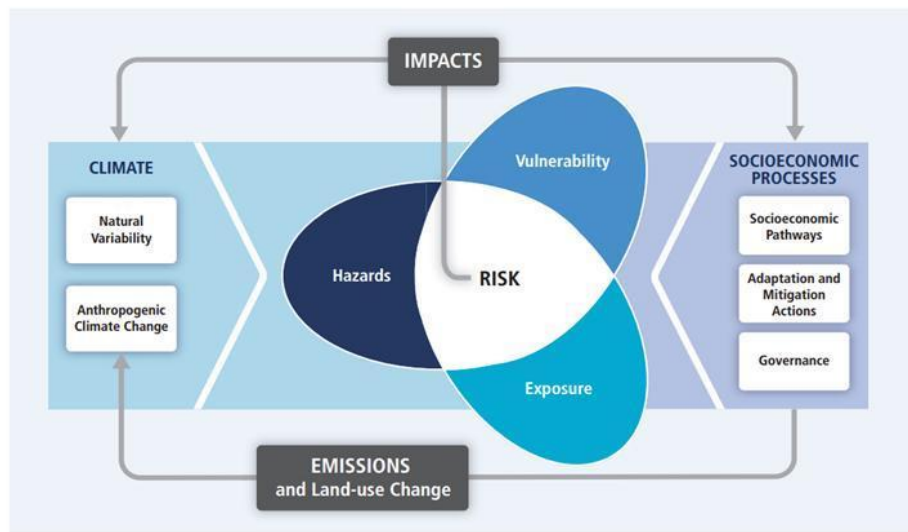 IMPACTS
CLIMATE
Natural
Variability
Anthropogenic
Climate Change
Vulnerability
Hazards
RISK
Exposure
SOCIOECONOMIC
PROCESSES
Socioeconomic
Pathways
Adaptation and
Mitigation
Actions
Governance
EMISSIONS
and Land-use Change